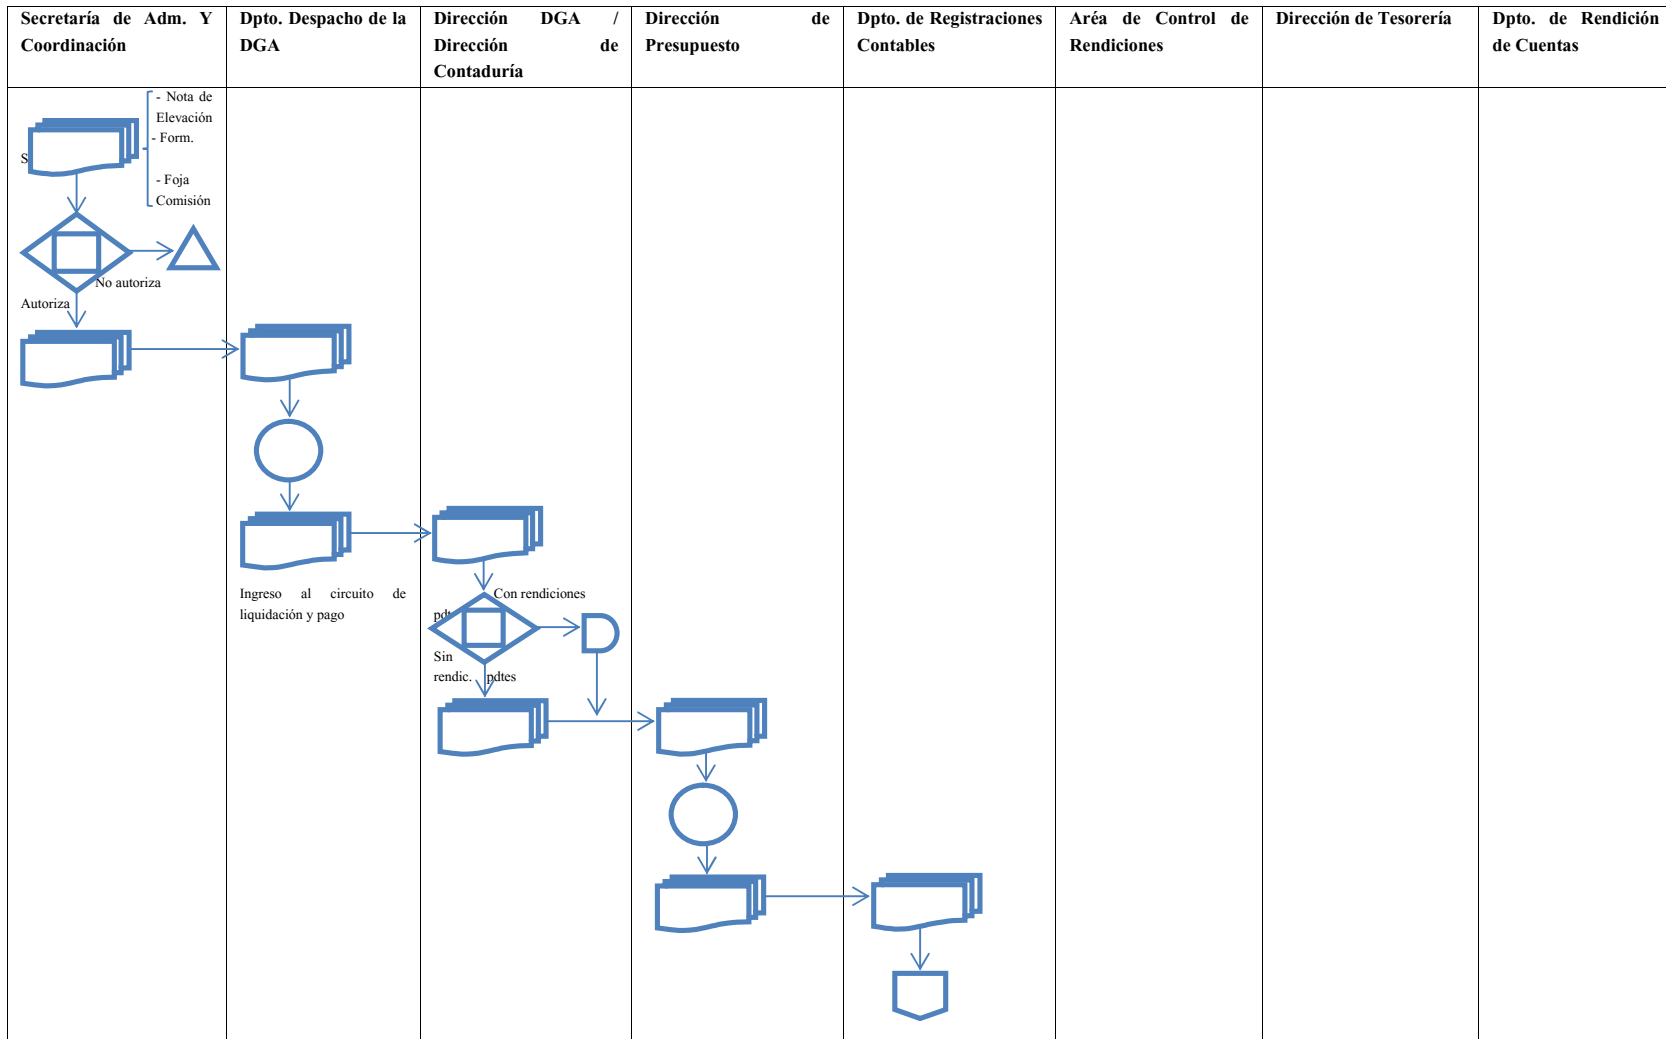 Secretaría de Adm. Y
Coordinación
Dpto. Despacho de la
DGA
Dirección DGA /
Dirección de
Contaduría
Dirección de
Presupuesto
Dpto. de Registraciones
Contables
Aréa de Control de
Rendiciones
Dirección de Tesorería
Dpto. de Rendición
de Cuentas
- Nota de
Elevación
- Form.
- Foja
Comisión
No autoriza
Autoriza
Ingreso al circuito de
liquidación y pago
Con rendiciones
Sin
rendic. pdtes